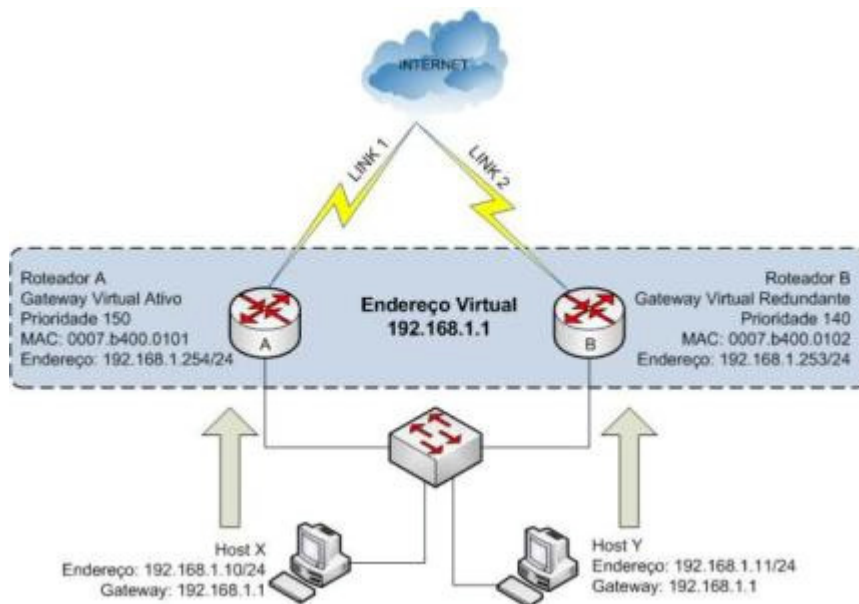 INTERNET
LINK 1
LINK 2
Roteador A
Gateway Virtual Ativo
Prioridade 150
MAC: 0007.b400.0101
Endereço: 192.168.1.254/24
Endereço Virtual
192.168.1.1
Roteador B
Gateway Virtual Redundante
Prioridade 140
MAC: 0007.b400.0102
Endereço: 192.168.1.253/24
A
B
Host X
Endereço: 192.168.1.10/24
Gateway: 192.168.1.1
Host Y
Endereço: 192.168.1.11/24
Gateway: 192.168.1.1